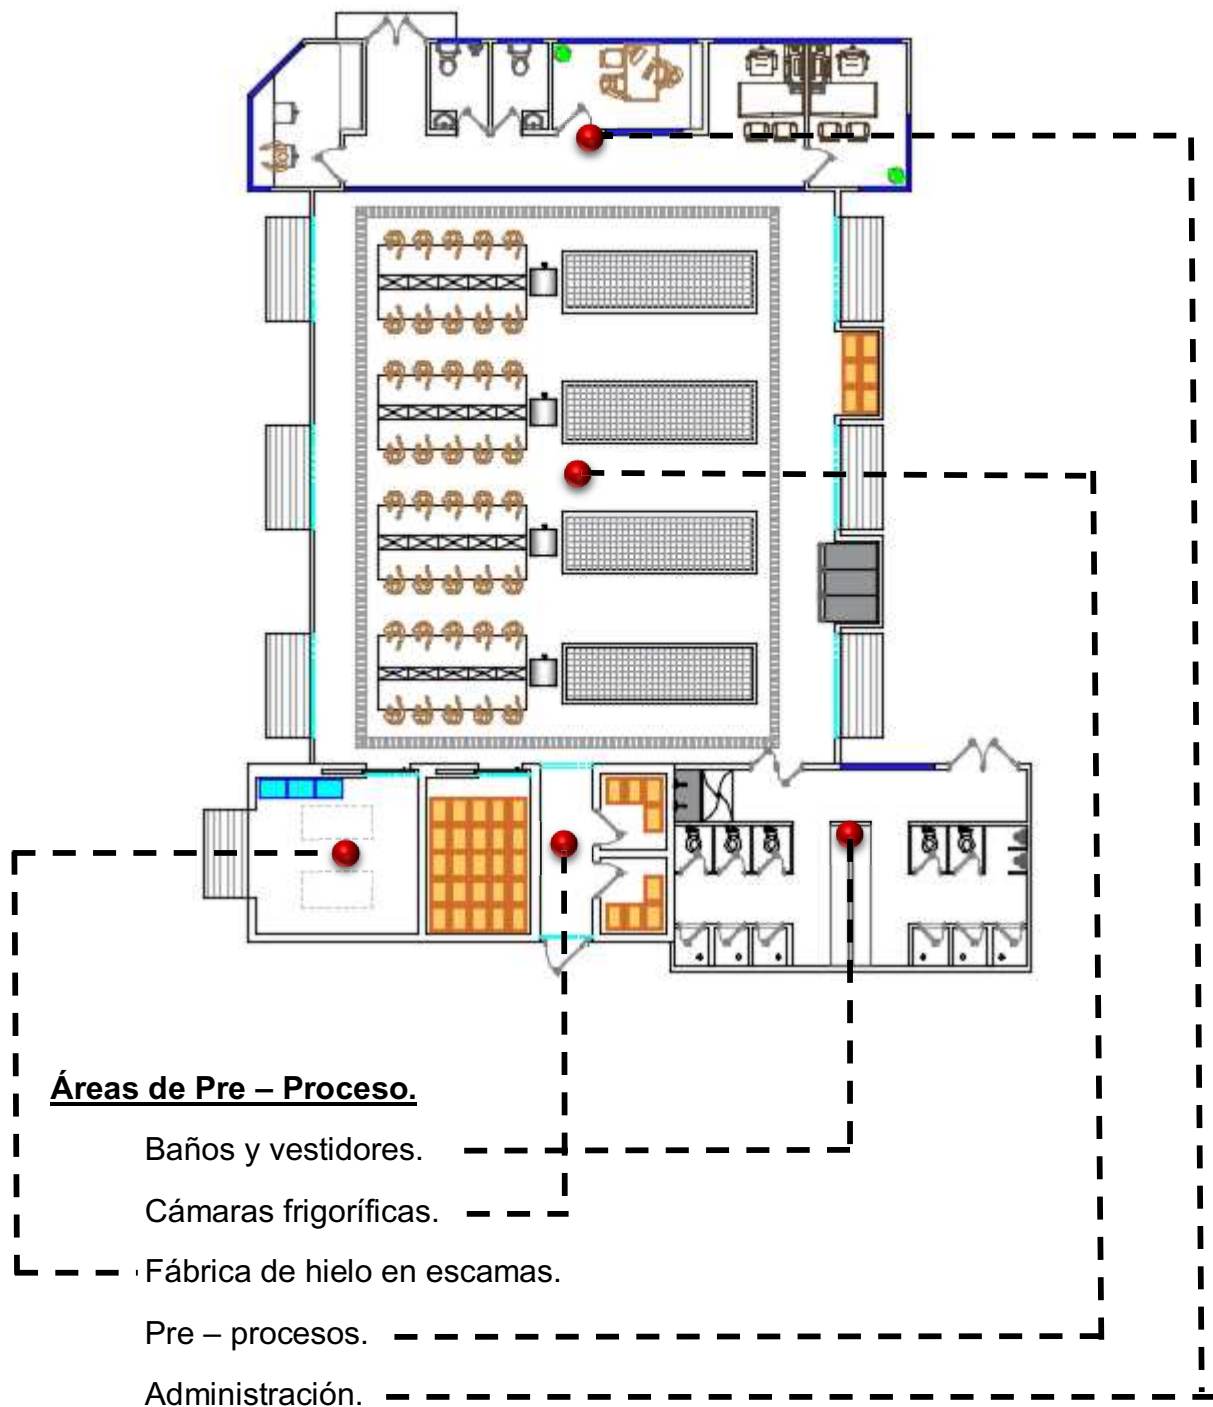 Áreas de Pre – Proceso.
Baños y vestidores.
Cámaras frigoríficas.
Fábrica de hielo en escamas.
Pre – procesos.
Administración.